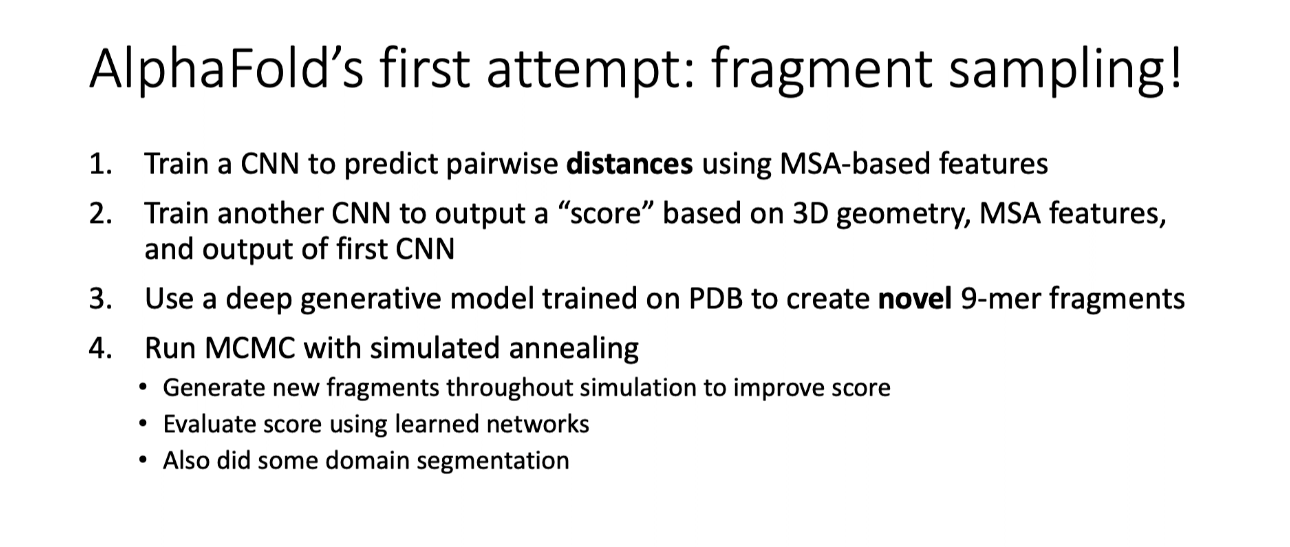 AlphaFold’s first attempt: fragment sampling!
1. Train a CNN to predict pairwise distances using MSA-based features
2. Train another CNN to output a “score” based on 3D geometry, MSA features,
and output of first CNN
3. Use a deep generative model trained on PDB to create novel 9-mer fragments
4. Run MCMC with simulated annealing
• Generate new fragments throughout simulation to improve score
• Evaluate score using learned networks
• Also did some domain segmentation